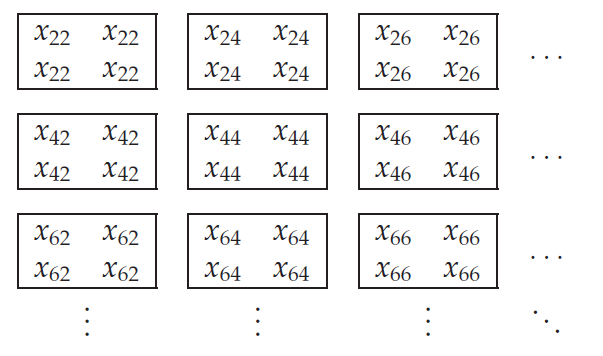 x₂₂ x₂₂ x₂₄ x₂₄ x₂₆ x₂₆
x₂₂ x₂₂ x₂₄ x₂₄ x₂₆ x₂₆ ⋯
x₄₂ x₄₂ x₄₄ x₄₄ x₄₆ x₄₆
x₄₂ x₄₂ x₄₄ x₄₄ x₄₆ x₄₆ ⋯
x₆₂ x₆₂ x₆₄ x₆₄ x₆₆ x₆₆
x₆₂ x₆₂ x₆₄ x₆₄ x₆₆ x₆₆ ⋯
⋮ ⋮ ⋮ ⋱